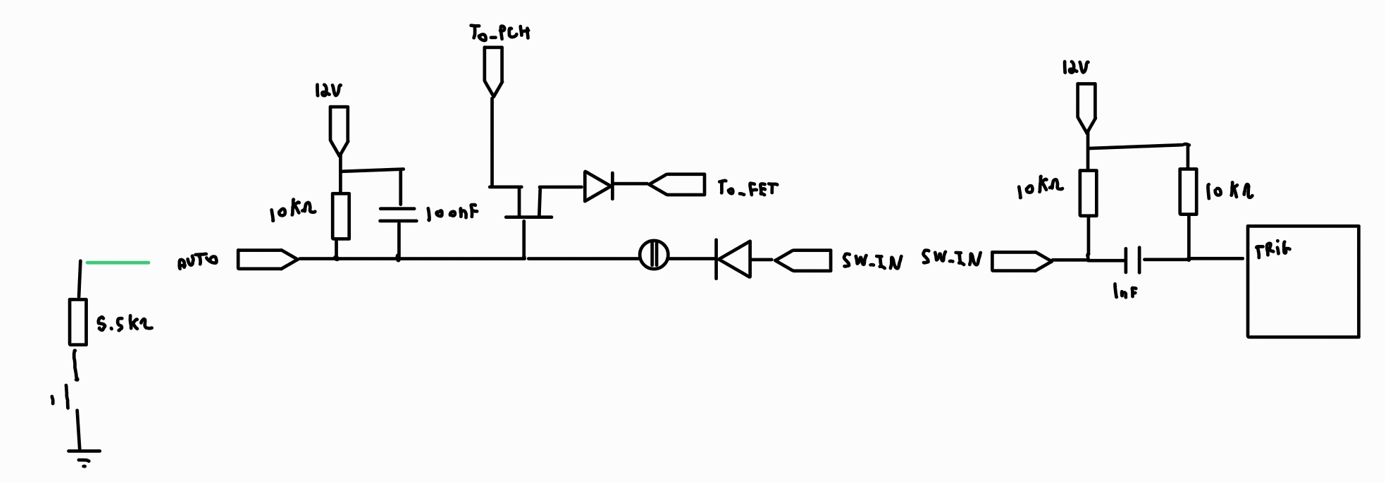 To_PCH
12V
12V
10kΩ
100nF
To_FET
10kΩ
10kΩ
AUTO
SW_IN
SW_IN
TRIG
1nF
5.5kΩ